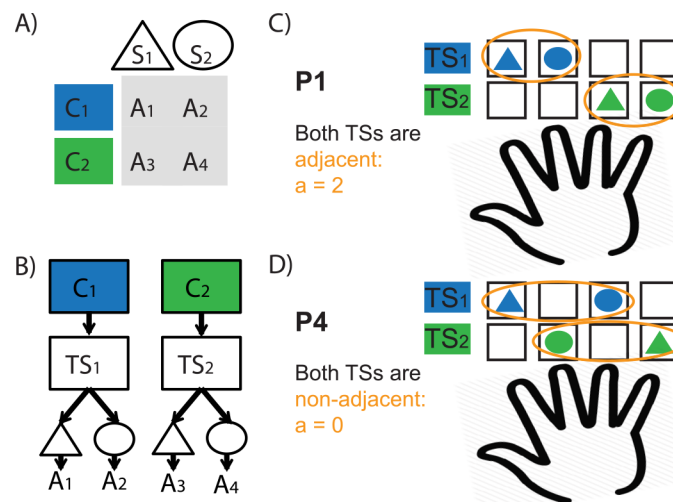 A)
S1 S2
C1 A1 A2
C2 A3 A4
B)
C1 C2
TS1 TS2
A1 A2 A3 A4
C)
TS1
P1
TS2
Both TSs are
adjacent:
a = 2
D)
TS1
P4
TS2
Both TSs are
non-adjacent:
a = 0